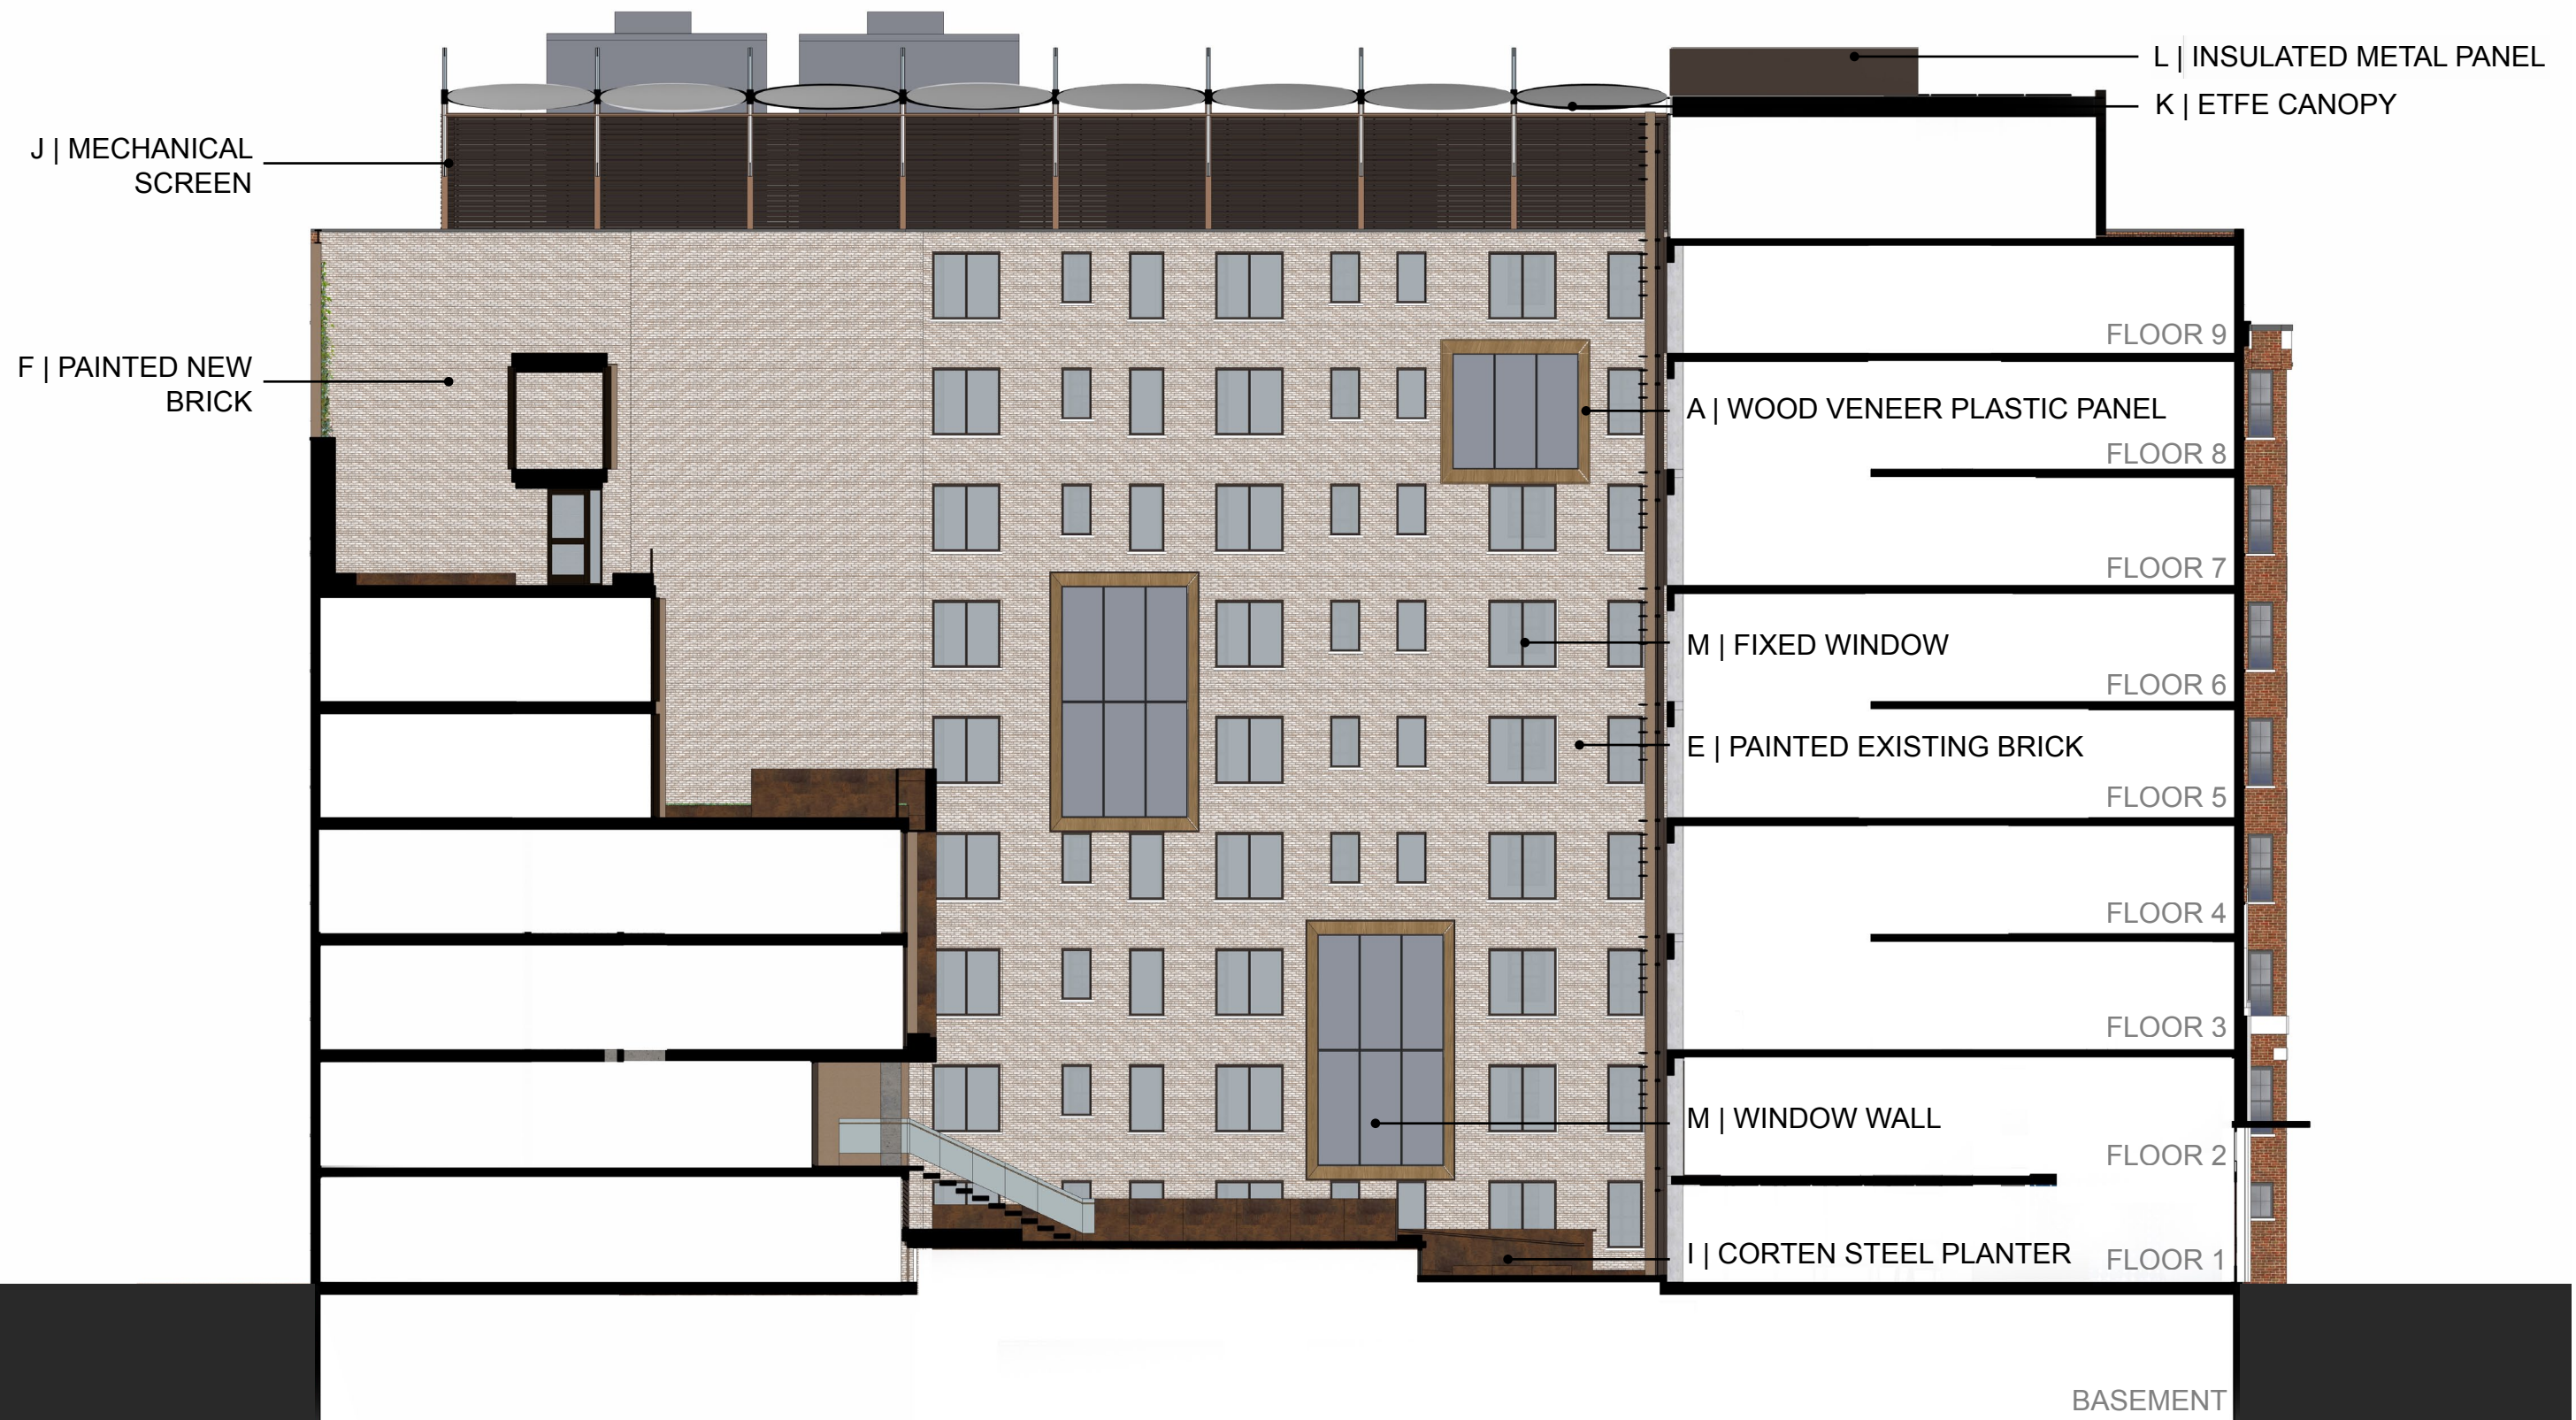 L | INSULATED METAL PANEL
K | ETFE CANOPY
J | MECHANICAL
SCREEN
FLOOR 9
F | PAINTED NEW
BRICK
A | WOOD VENEER PLASTIC PANEL
FLOOR 8
FLOOR 7
M | FIXED WINDOW
FLOOR 6
E | PAINTED EXISTING BRICK
FLOOR 5
FLOOR 4
FLOOR 3
M | WINDOW WALL
FLOOR 2
I | CORTEN STEEL PLANTER
FLOOR 1
BASEMENT